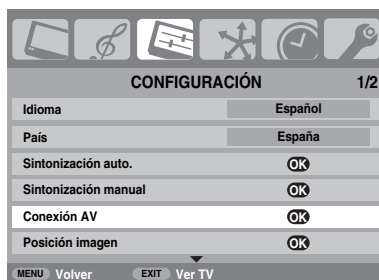 CONFIGURACIÓN 1/2
Idioma Español
País España
Sintonización auto. OK
Sintonización manual OK
Conexión AV OK
Posición imagen OK
MENU Volver EXIT Ver TV